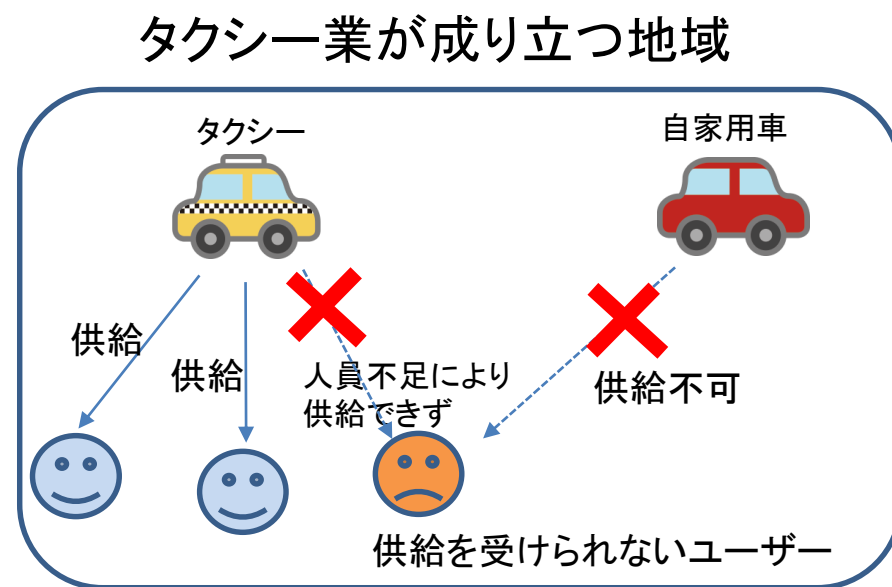 タクシー業が成り立つ地域
タクシー
自家用車
供給
供給
人員不足により
供給できず
供給不可
供給を受けられないユーザー